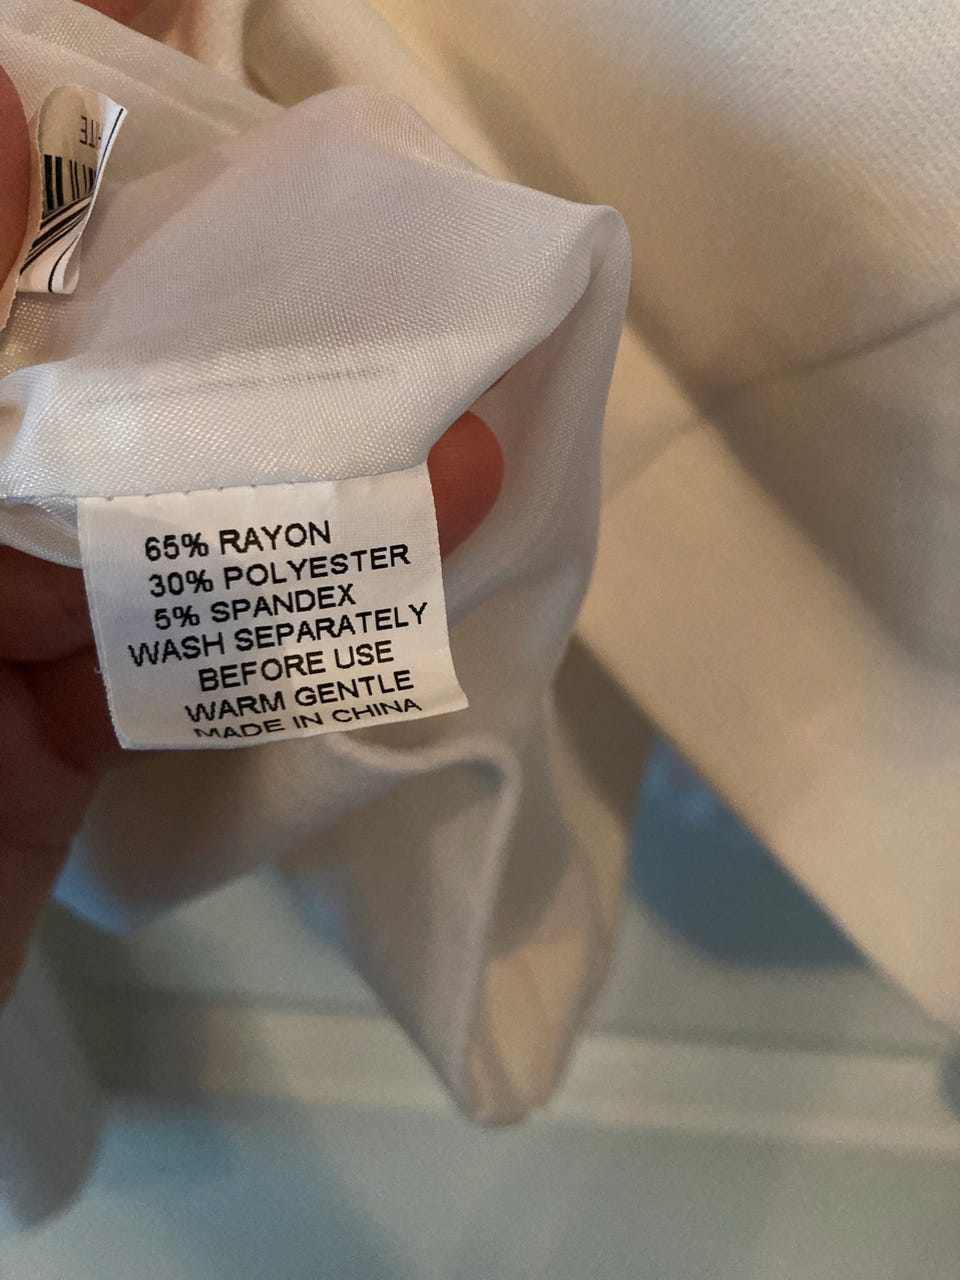 65% RAYON
30% POLYESTER
5% SPANDEX
WASH SEPARATELY
BEFORE USE
WARM GENTLE
MADE IN CHINA